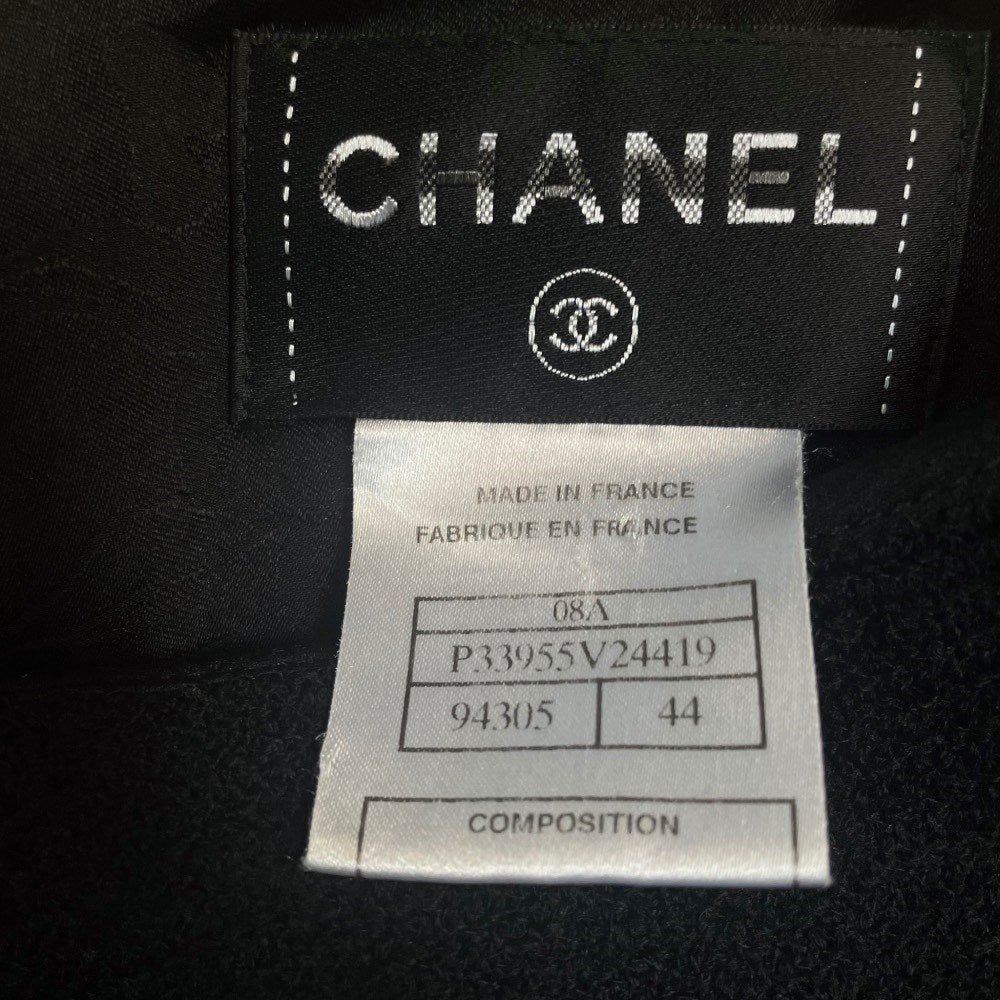 CHANEL
MADE IN FRANCE
FABRIQUE EN FRANCE
08A
P33955V24419
94305 44
COMPOSITION